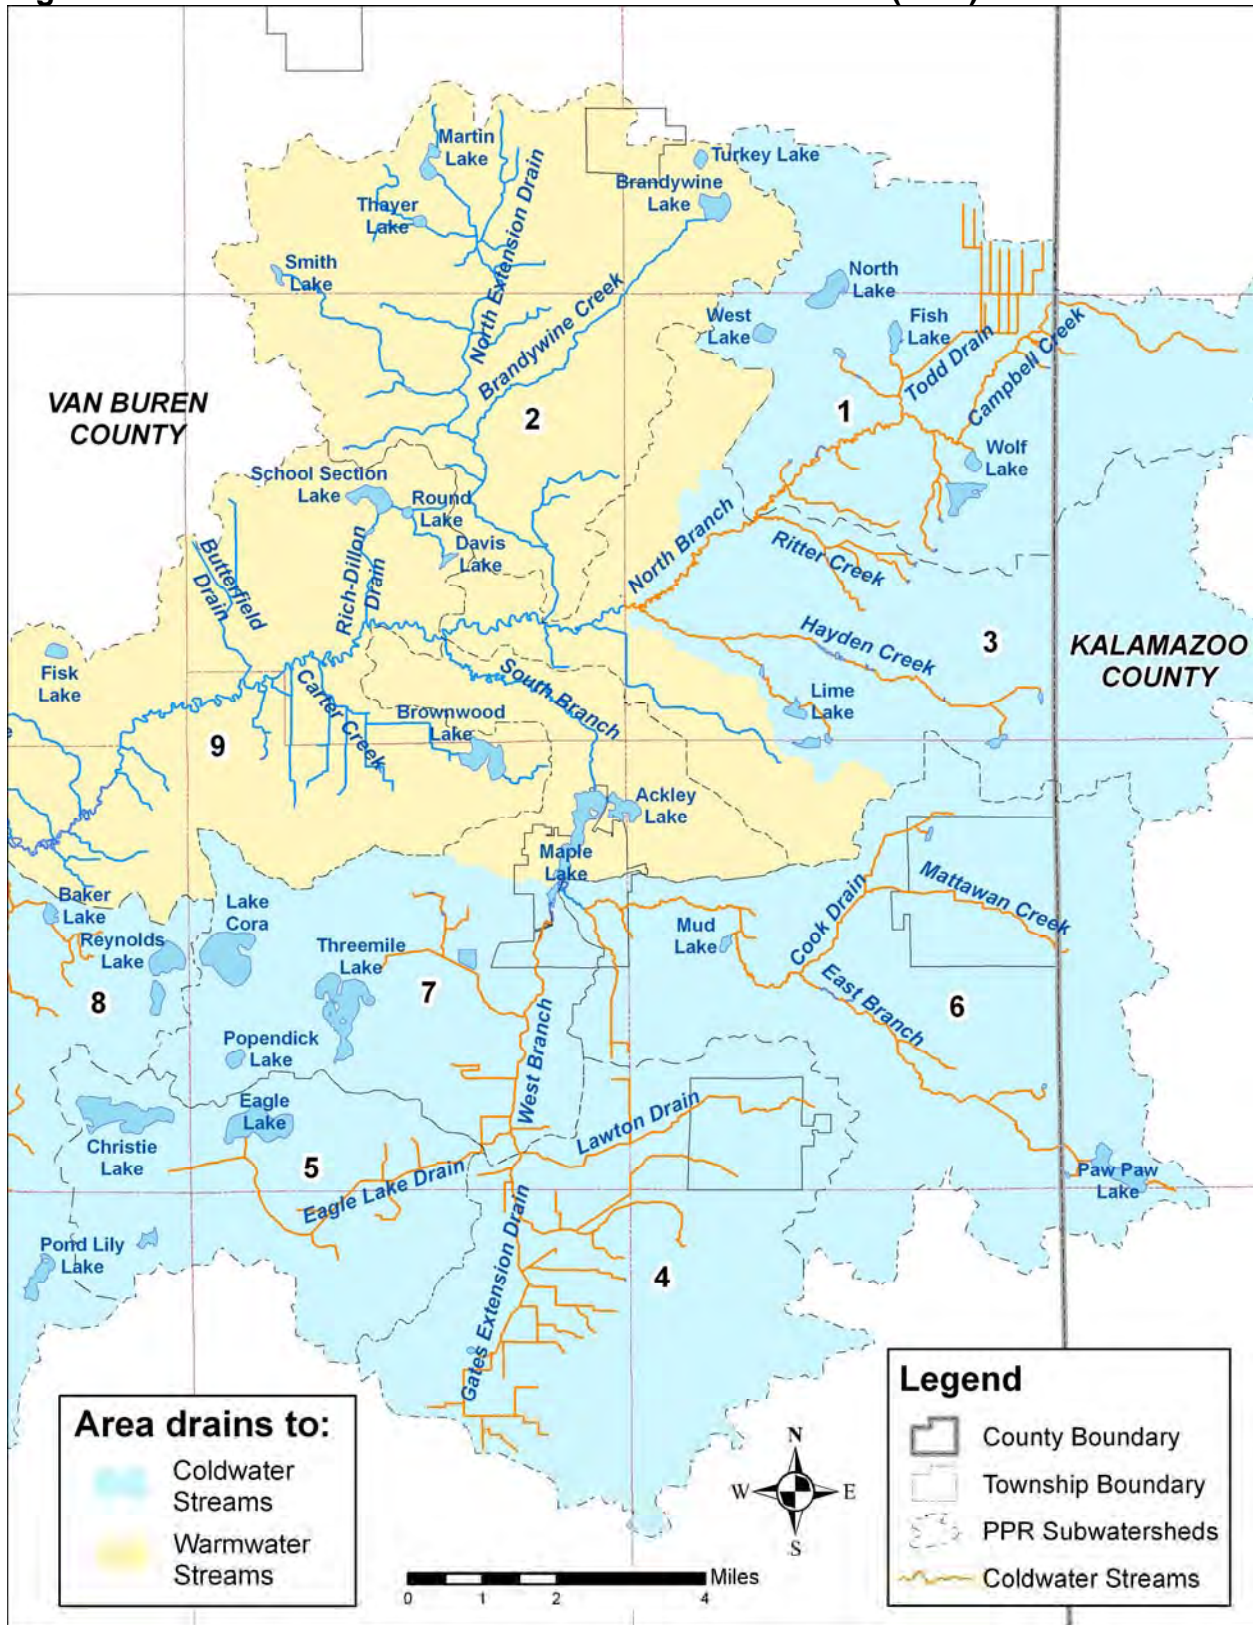 Martin
Lake
Turkey Lake
Brandywine
Lake
Thayer
Lake
North Extension Drain
Smith
Lake
North
Lake
Brandywine Creek
West
Lake
Fish
Lake
Todd Drain
Campbell Creek
VAN BUREN
COUNTY
2
1
Wolf
Lake
School Section
Lake
Round
Lake
Davis
Lake
North Branch
Ritter Creek
Butterfield
Drain
Rich-Dillon
Drain
Hayden Creek
3
KALAMAZOO
COUNTY
Fisk
Lake
Carter Creek
South Branch
Lime
Lake
Brownwood
Lake
9
Ackley
Lake
Maple
Lake
Baker
Lake
Lake
Cora
Reynolds
Lake
Threemile
Lake
Mud
Lake
Cook Drain
Mattawan Creek
7
8
East Branch
6
Popendick
Lake
West Branch
Eagle
Lake
Lawton Drain
Christie
Lake
5
Eagle Lake Drain
Paw Paw
Lake
Pond Lily
Lake
Gates Extension Drain
4
Area drains to:
Coldwater
Streams
Warmwater
Streams
N
W E
S
Miles
0 1 2 4
Legend
County Boundary
Township Boundary
PPR Subwatersheds
Coldwater Streams